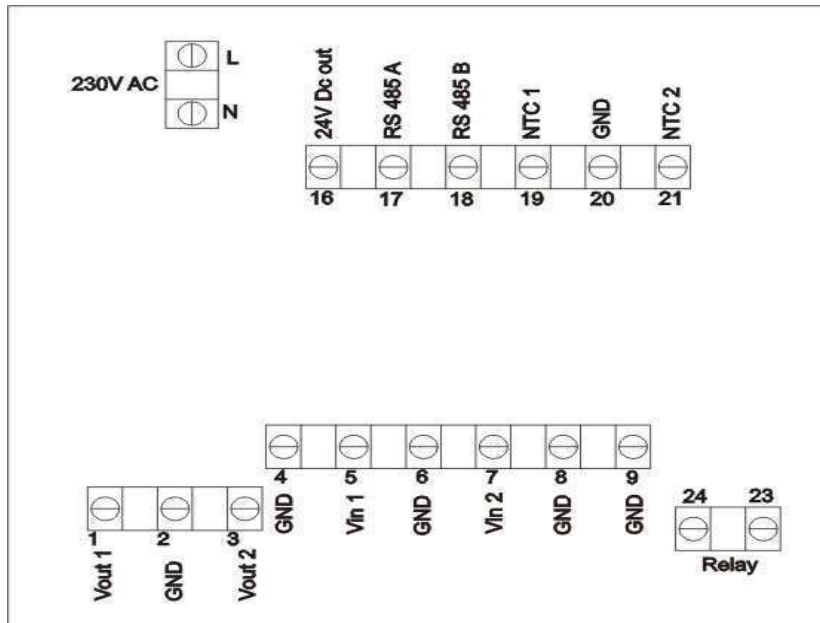 230V AC
L
N
24V Dc out
RS 485 A
RS 485 B
NTC 1
GND
NTC 2
16 17 18 19 20 21
4 5 6 7 8 9
GND
Vin 1
GND
VIn 2
GND
GND
1 2 3
Vout 1
GND
Vout 2
24 23
Relay